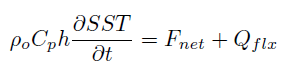 ρ_o C_p h ∂SST/∂t = F_net + Q_flx